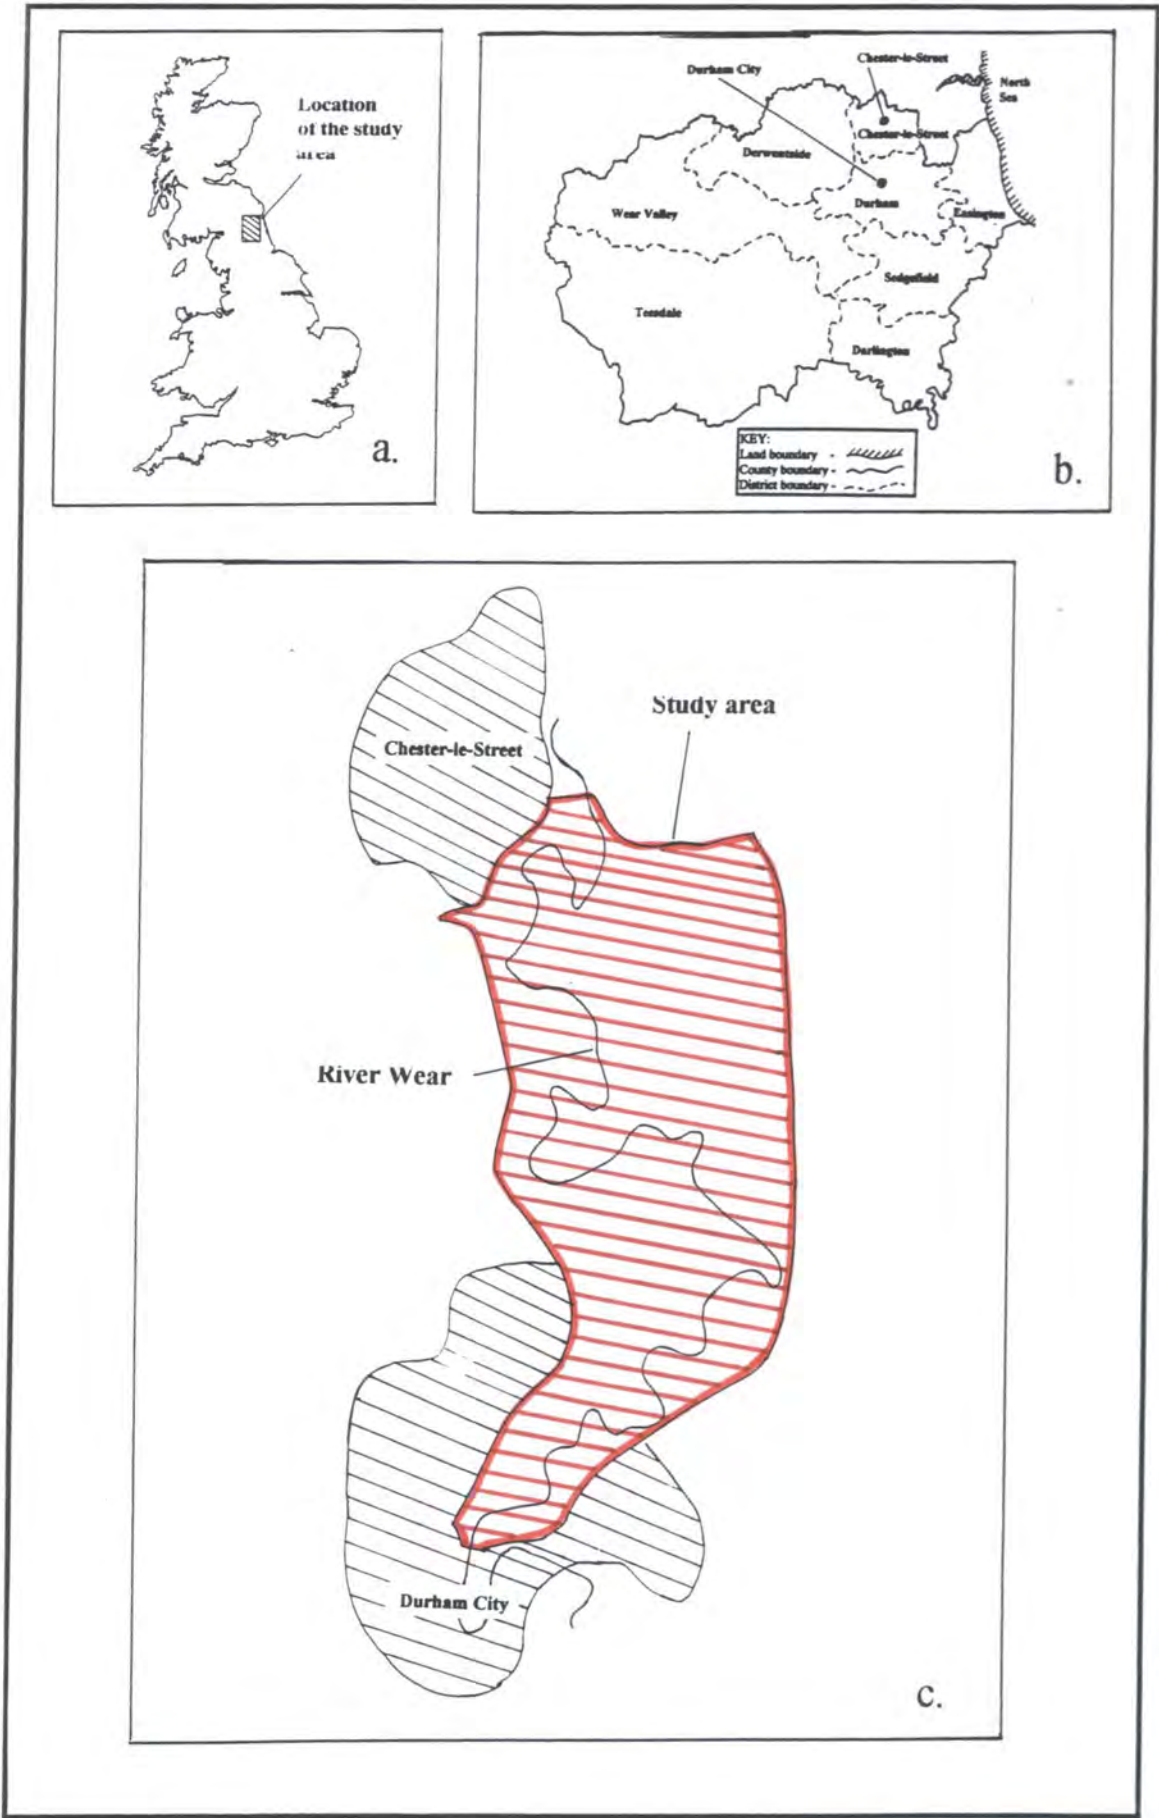 Location
of the study
area
a.
Chester-le-Street
Durham City
North
Sea
Chester-le-Street
Derwentside
Durham
Easington
Wear Valley
Sedgefield
Teesdale
Darlington
KEY:
Land boundary -
County boundary -
District boundary -
b.
Study area
Chester-le-Street
River Wear
Durham City
c.